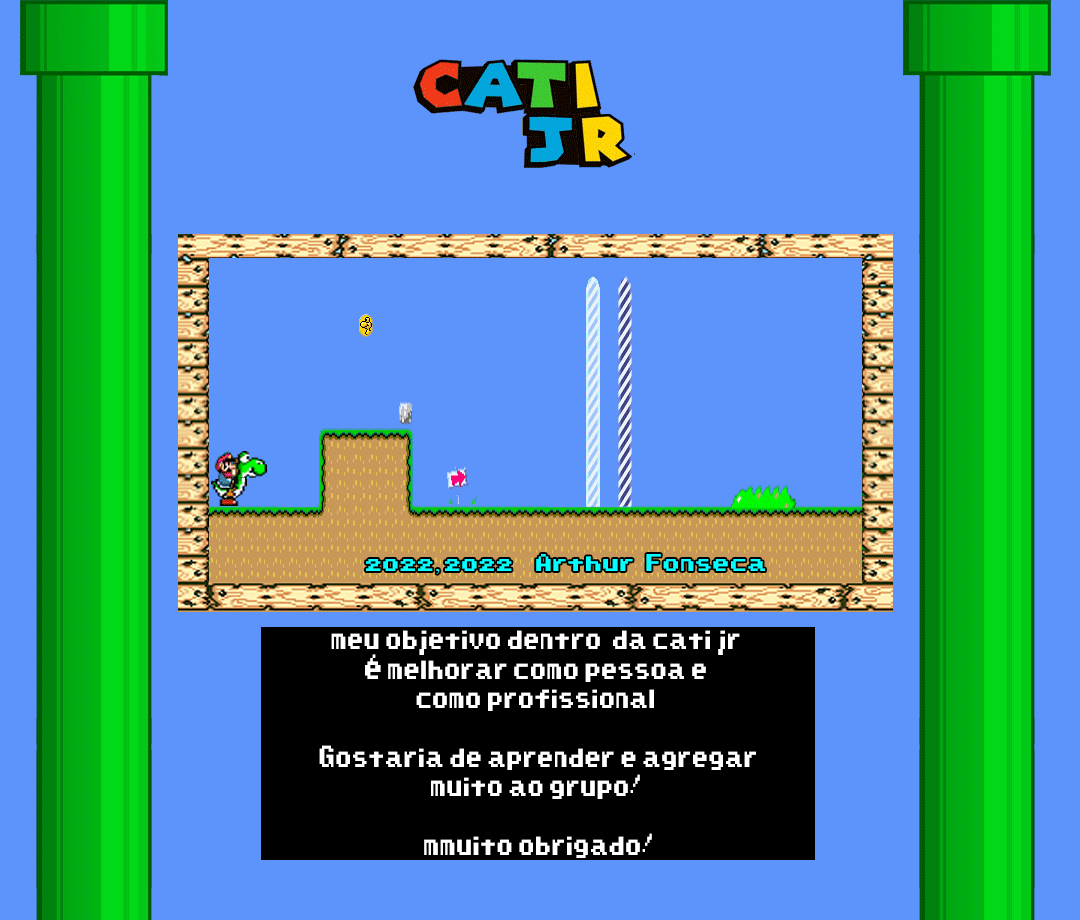 CATI
JR
2022,2022 Arthur Fonseca
meu objetivo dentro da cati jr
é melhorar como pessoa e
como profissional
Gostaria de aprender e agregar
muito ao grupo!
mmuito obrigado!